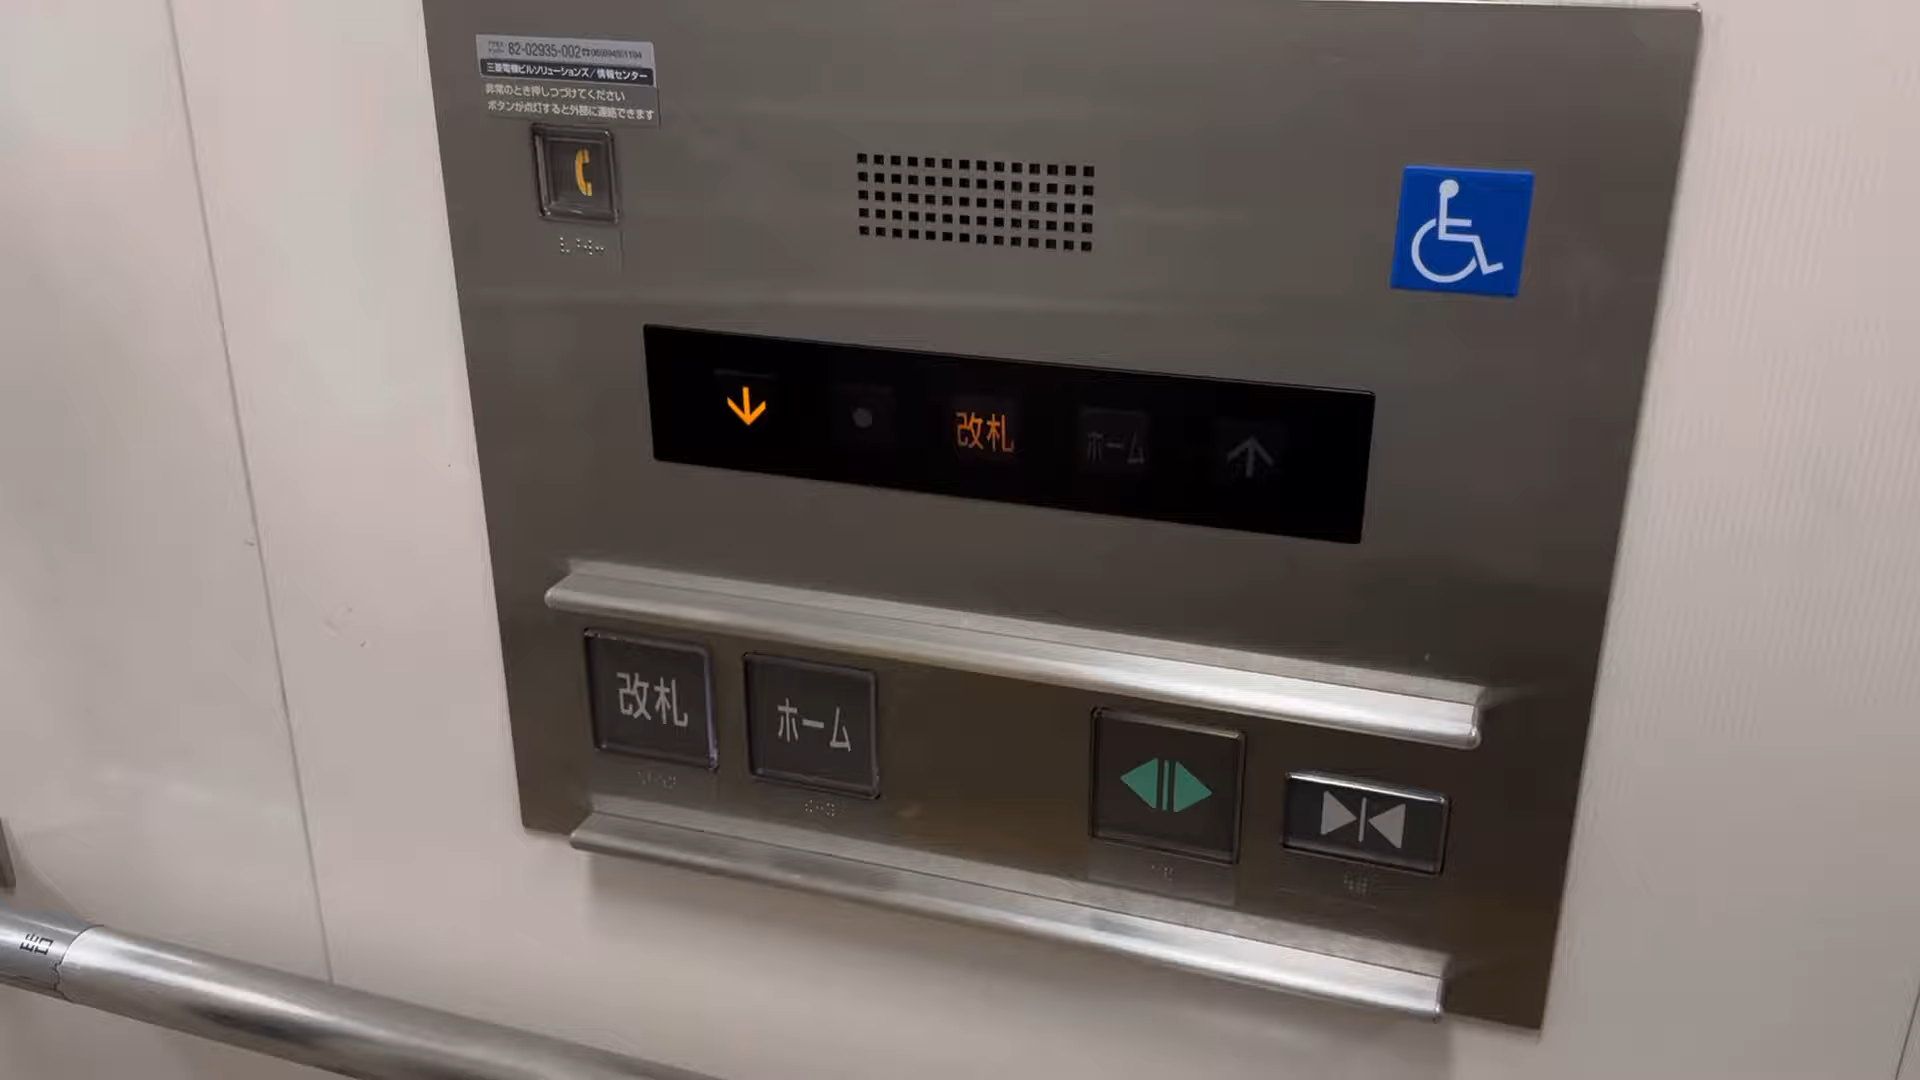 82-02935-002
三菱電機ビルソリューションズ/情報センター
非常のとき押しつづけてください
ボタンが点灯すると外部に連絡できます
改札
ホーム
改札
ホーム